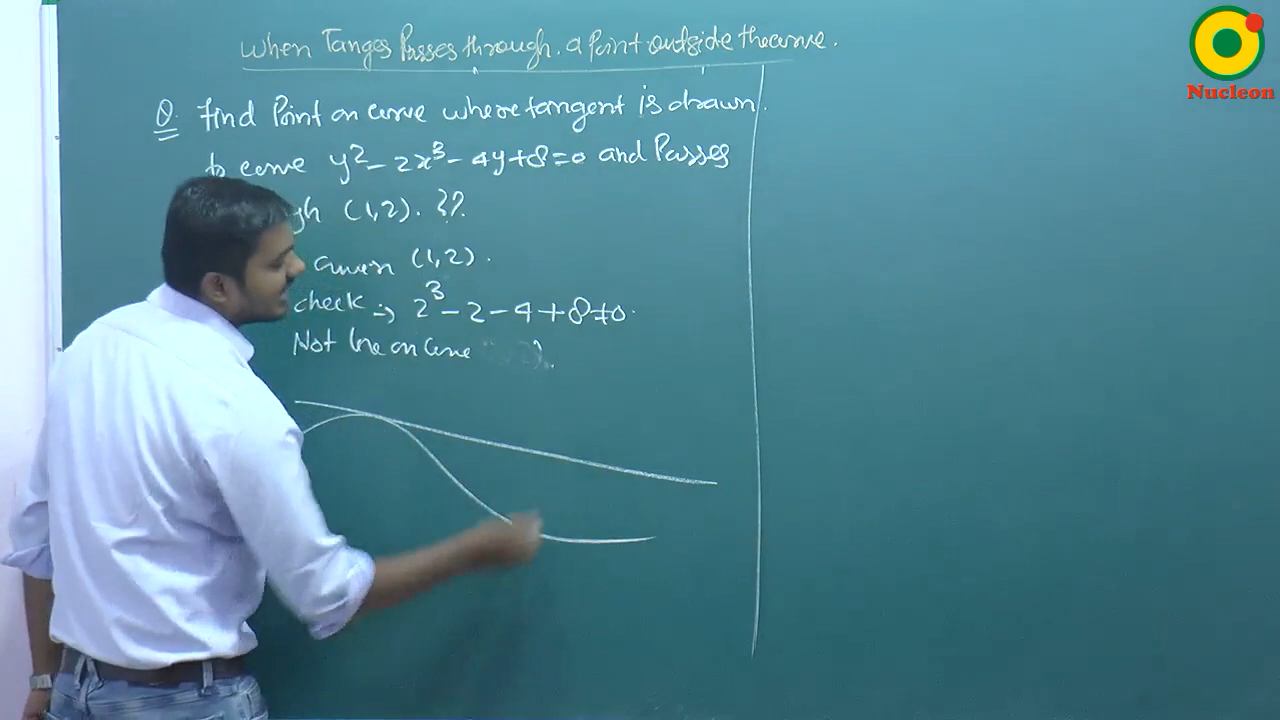 When Tanges Passes through. a Point outside the curve.
Nucleon
Q. Find Point on curve where tangent is drawn.
to curve y² - 2x³ - 4y + 8 = 0 and Passes
gh (1,2). ??
Given (1,2).
check → 2³ - 2 - 4 + 8 ≠ 0.
Not lie on curve